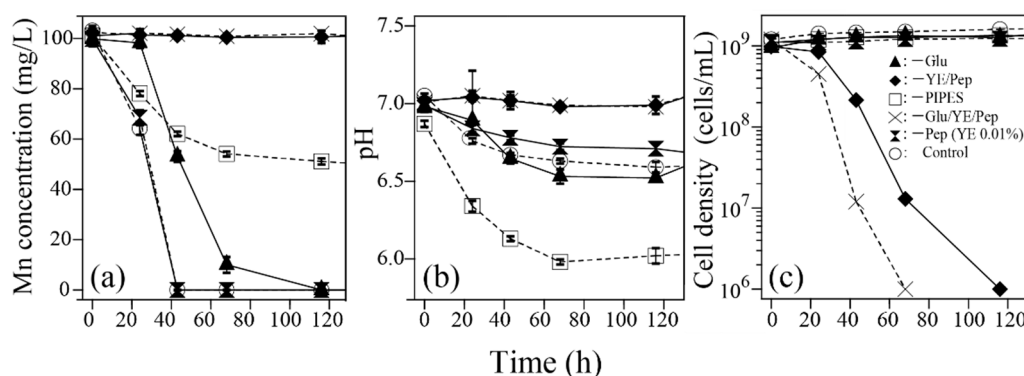 Mn concentration (mg/L)
100
80
60
40
20
0
(a)
0 20 40 60 80 100 120
pH
7.5
7.0
6.5
6.0
(b)
0 20 40 60 80 100 120
Cell density (cells/mL)
10⁹
10⁸
10⁷
10⁶
: −Glu
: −YE/Pep
: −PIPES
: −Glu/YE/Pep
: −Pep (YE 0.01%)
: Control
(c)
0 20 40 60 80 100 120
Time (h)